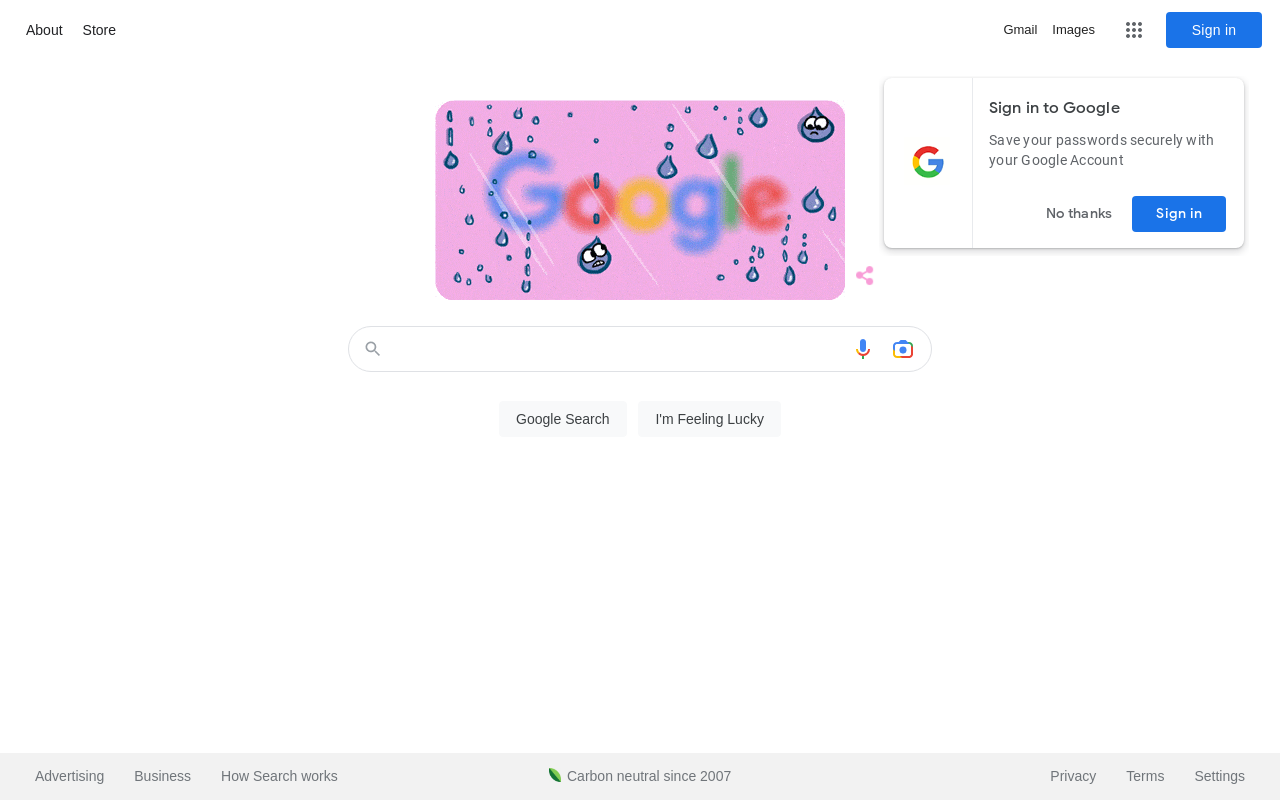 About
Store
Gmail
Images
Sign in
Google
Sign in to Google
Save your passwords securely with
your Google Account
No thanks
Sign in
Google Search
I'm Feeling Lucky
Advertising
Business
How Search works
Carbon neutral since 2007
Privacy
Terms
Settings